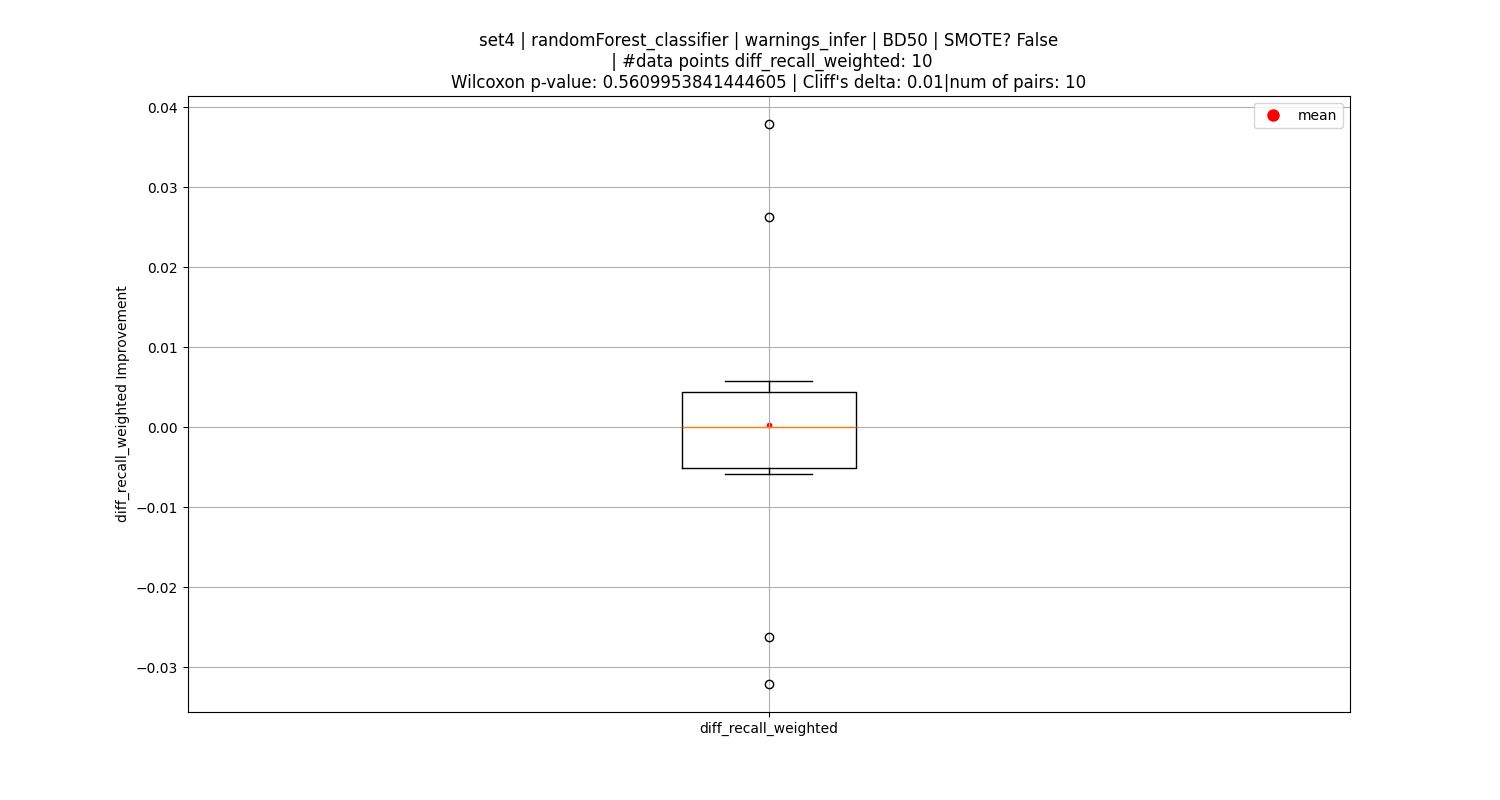 set4 | randomForest_classifier | warnings_infer | BD50 | SMOTE? False
| #data points diff_recall_weighted: 10
Wilcoxon p-value: 0.5609953841444605 | Cliff's delta: 0.01|num of pairs: 10
mean
0.04
0.03
0.02
0.01
0.00
−0.01
−0.02
−0.03
diff_recall_weighted Improvement
diff_recall_weighted